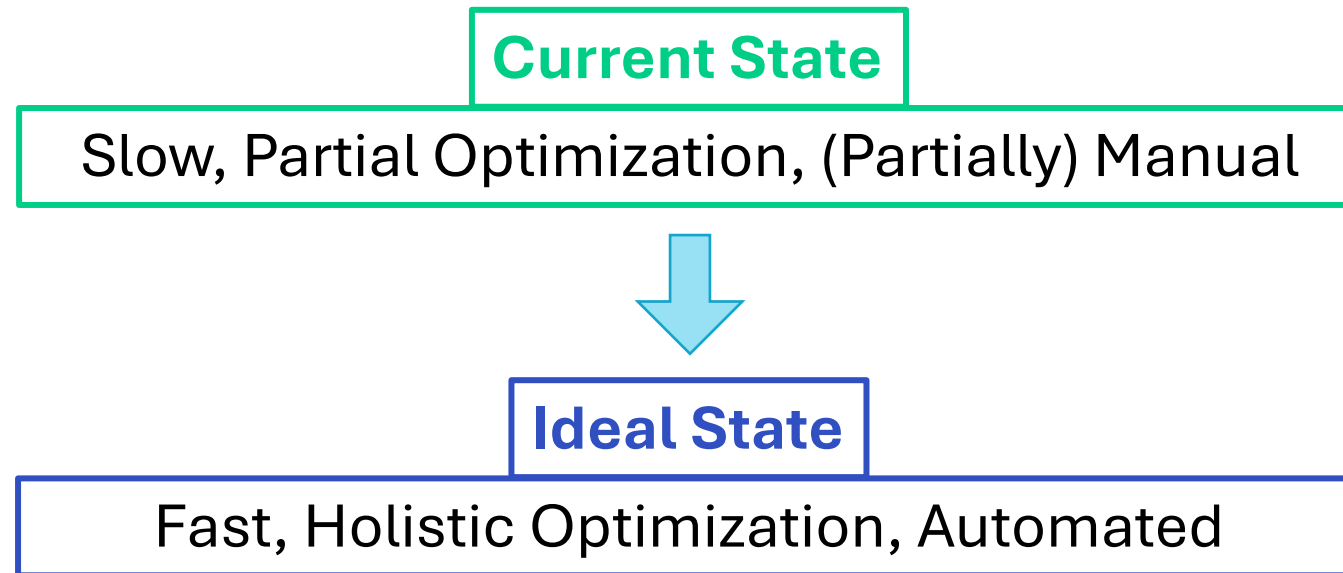 Current State
Slow, Partial Optimization, (Partially) Manual
Ideal State
Fast, Holistic Optimization, Automated